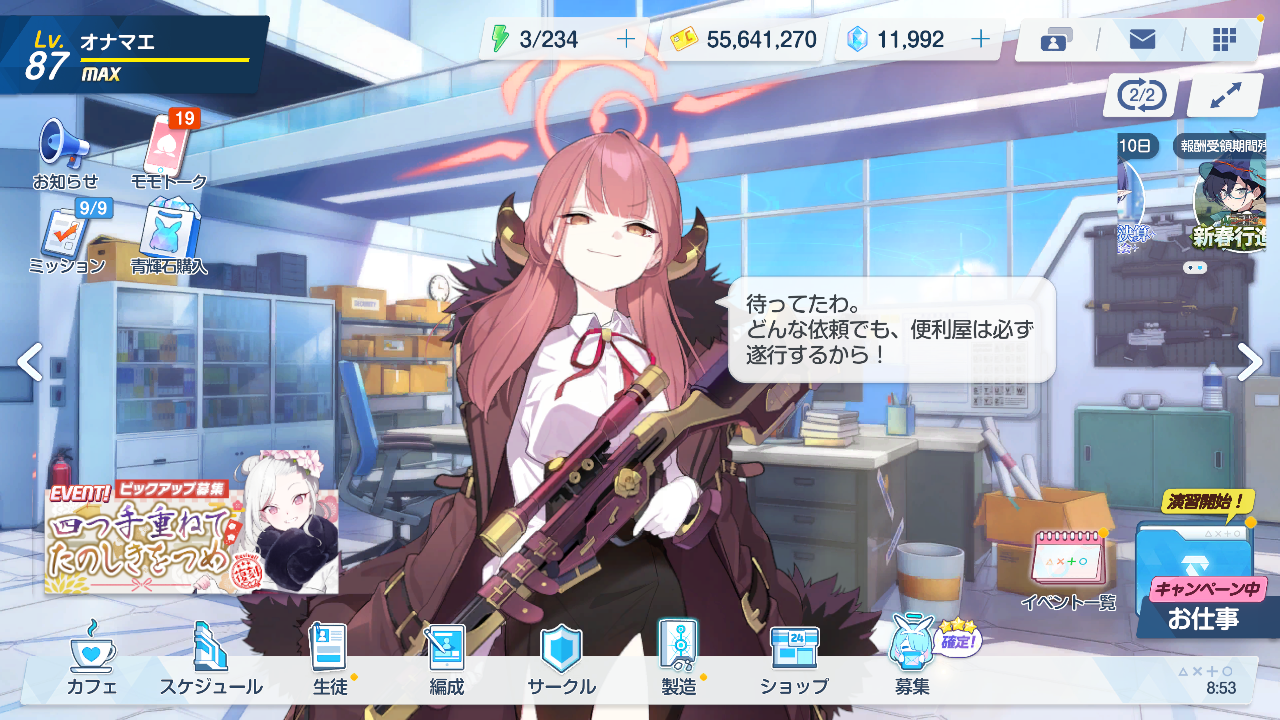 Lv. 87
オナマエ
MAX
3/234
55,641,270
11,992
2/2
お知らせ
19
モモトーク
9/9
ミッション
青輝石購入
10日
報酬受領期間残
新春行進
SECURITY
待ってたわ。
どんな依頼でも、便利屋は必ず
遂行するから！
EVENT!
ピックアップ募集
四つ手重ねて
たのしきをつめ
Revival!!
復刻
イベント一覧
演習開始！
キャンペーン中
お仕事
カフェ
スケジュール
生徒
編成
サークル
製造
24
ショップ
確定!
募集
8:53